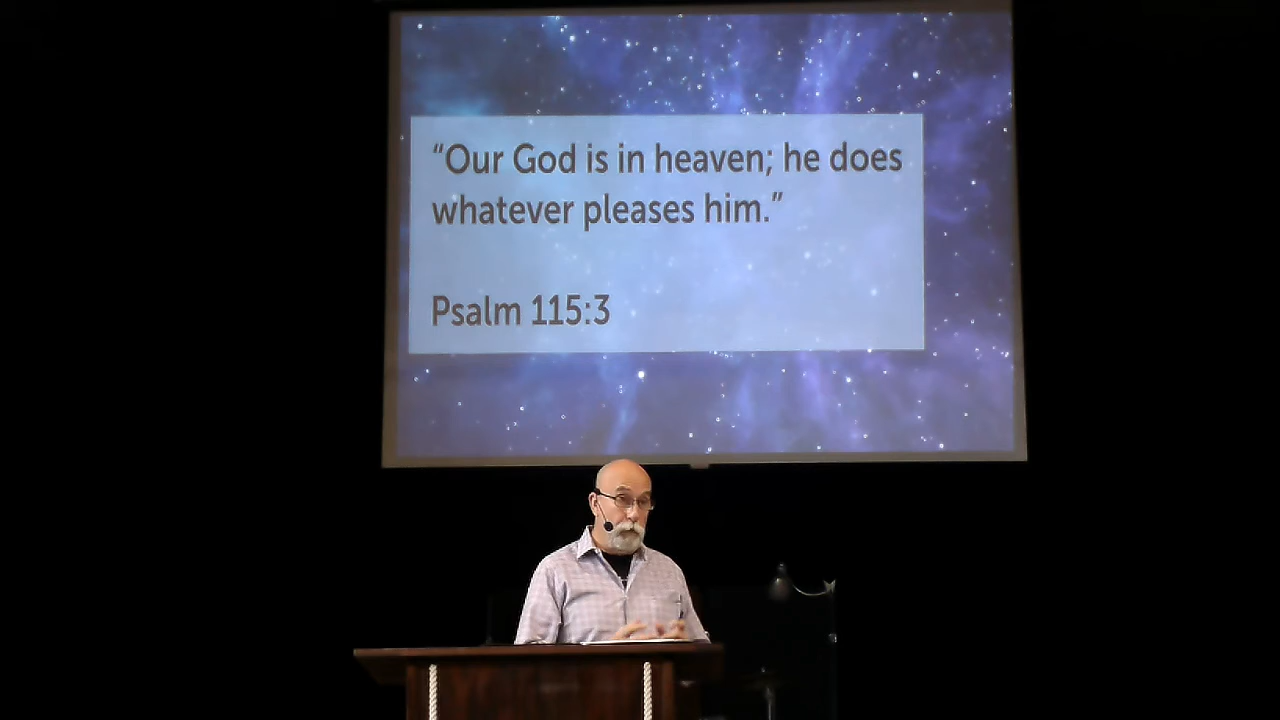 “Our God is in heaven; he does
whatever pleases him.”
Psalm 115:3